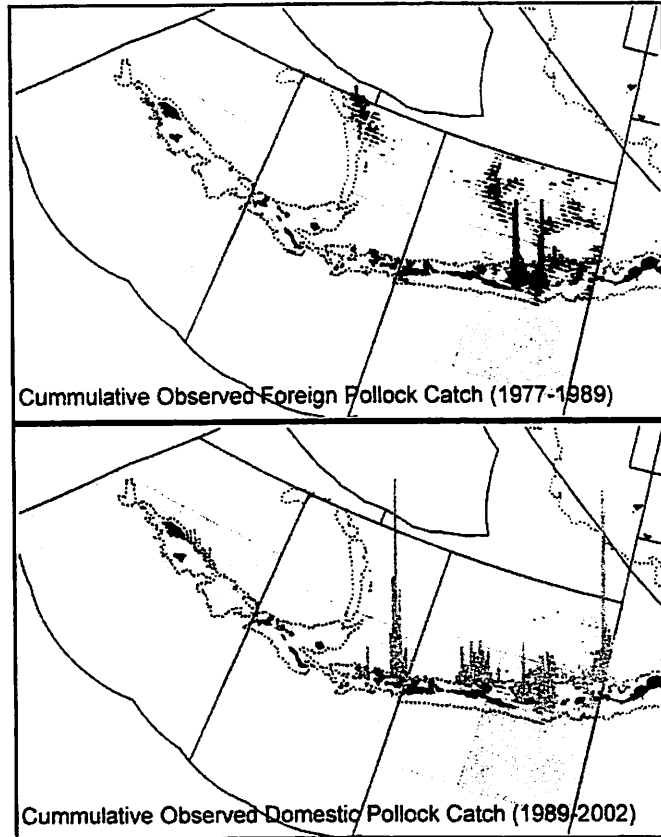 Cummulative Observed Foreign Pollock Catch (1977-1989)
Cummulative Observed Domestic Pollock Catch (1989-2002)